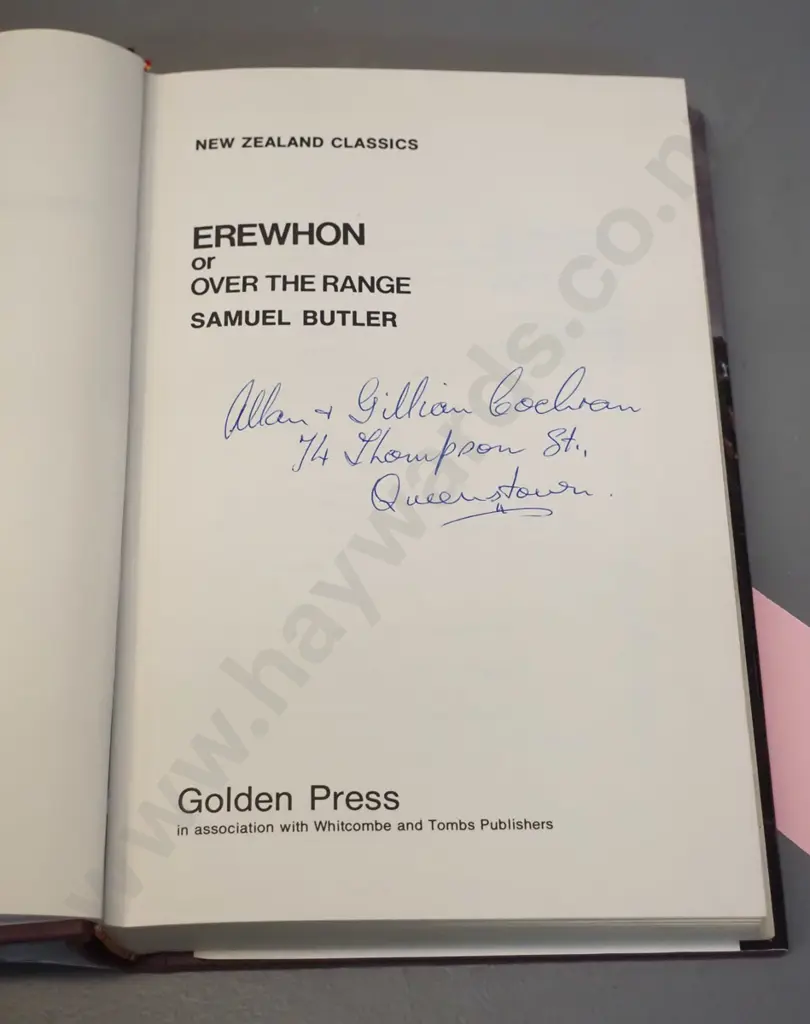 NEW ZEALAND CLASSICS
EREWHON
or
OVER THE RANGE
SAMUEL BUTLER
Allan + Gillian Cochran
74 Thompson St.,
Queenstown.
Golden Press
in association with Whitcombe and Tombs Publishers
www.haywards.co.n